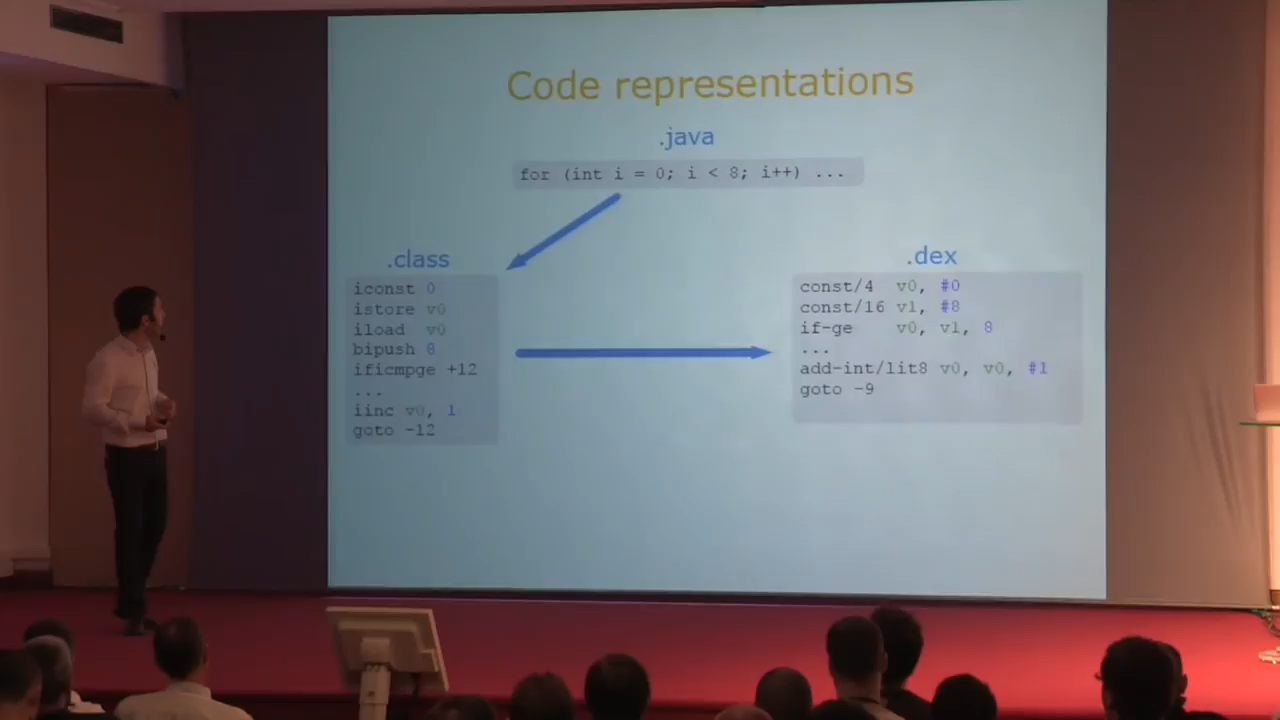 Code representations
.java
for (int i = 0; i < 8; i++) ...
.class
iconst 0
istore v0
iload v0
bipush 8
ificmpge +12
...
iinc v0, 1
goto -12
.dex
const/4 v0, #0
const/16 v1, #8
if-ge v0, v1, 8
...
add-int/lit8 v0, v0, #1
goto -9